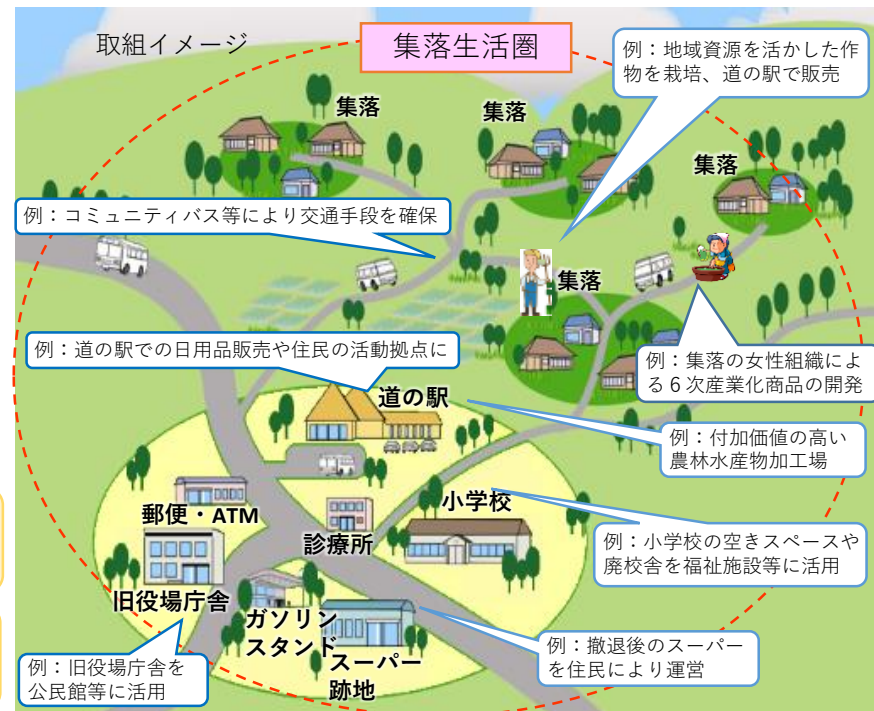 取組イメージ
集落生活圏
例：地域資源を活かした作
物を栽培、道の駅で販売
集落
集落
集落
例：コミュニティバス等により交通手段を確保
集落
例：道の駅での日用品販売や住民の活動拠点に
例：集落の女性組織によ
る６次産業化商品の開発
道の駅
例：付加価値の高い
農林水産物加工場
小学校
郵便・ATM
診療所
例：小学校の空きスペースや
廃校舎を福祉施設等に活用
旧役場庁舎
ガソリン
スタンド
スーパー
跡地
例：撤退後のスーパー
を住民により運営
例：旧役場庁舎を
公民館等に活用